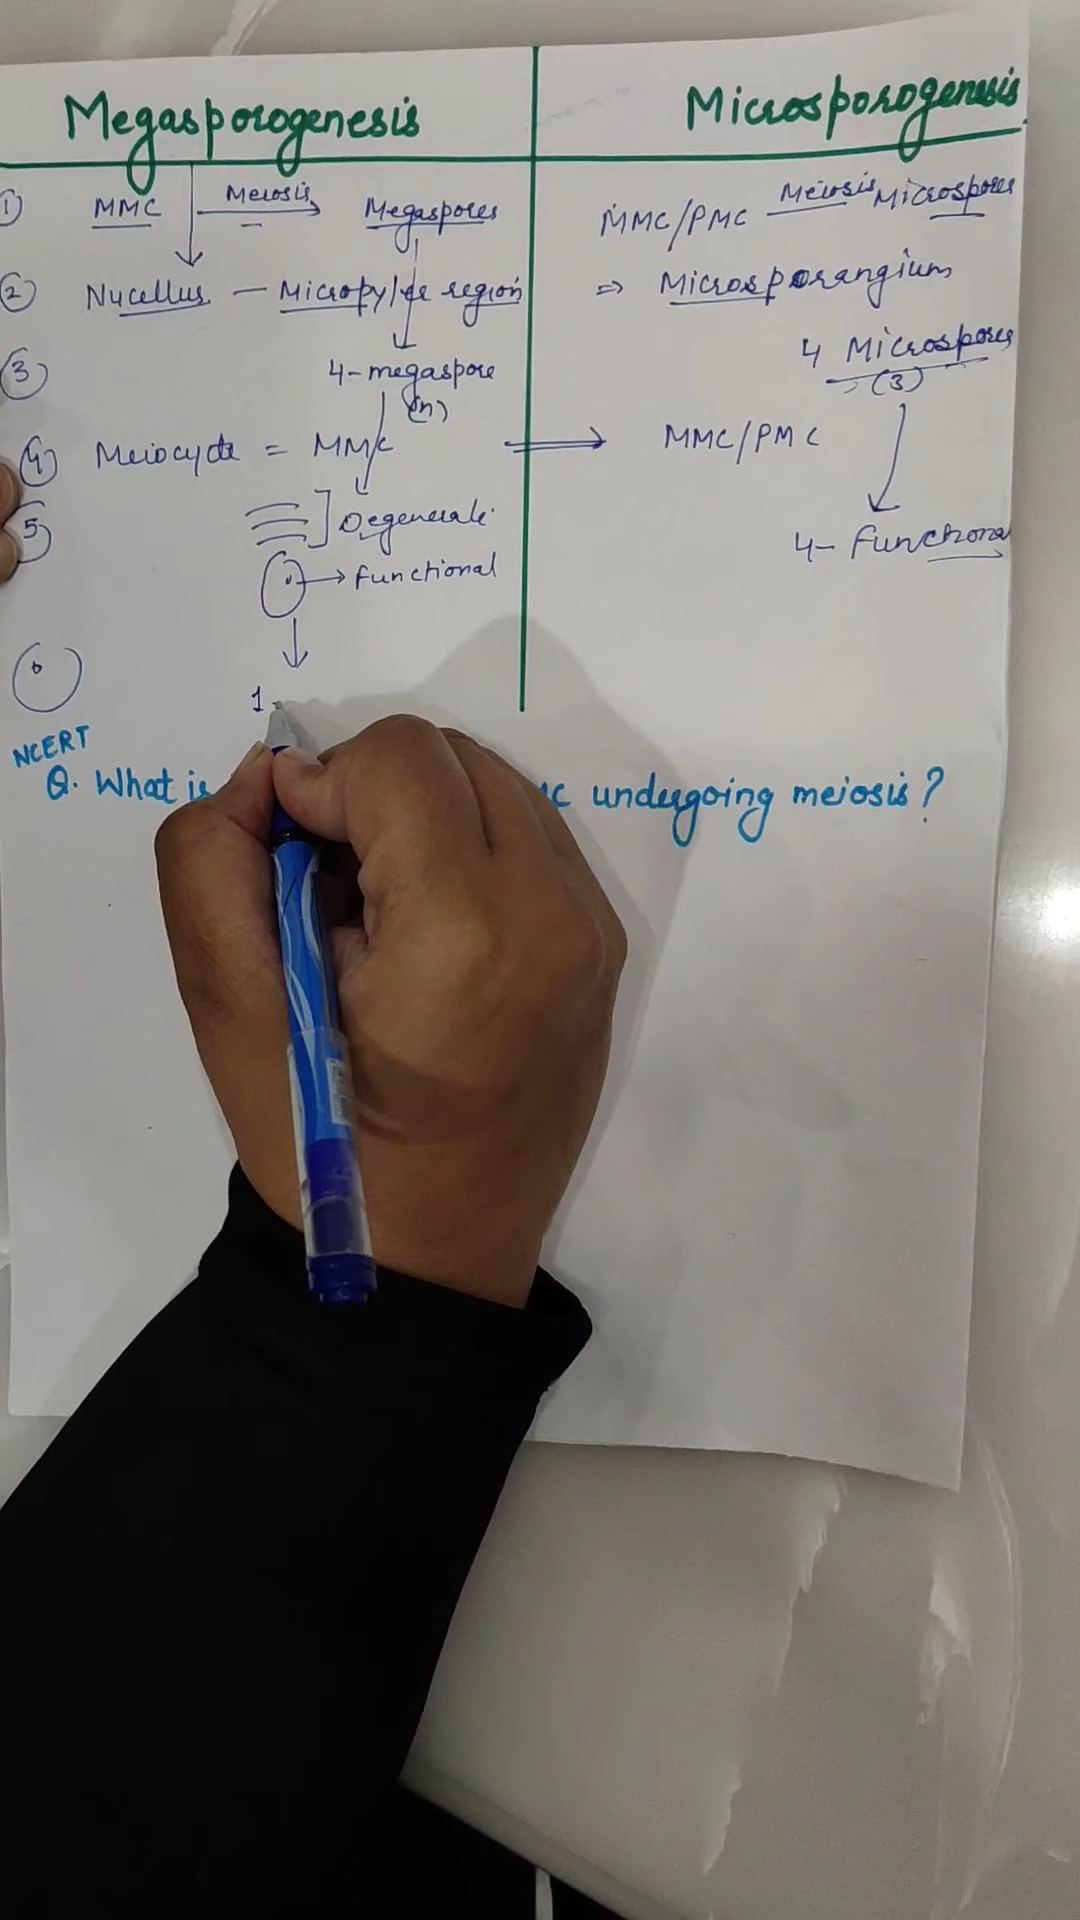 Megasporogenesis
Microsporogenesis
① MMC Meiosis Megaspores
MMC/PMC Meiosis Microspores
② Nucellus - Micropylar region
⇒ Microsporangium
③ 4-megaspore
(n)
4 Microspores
(3)
④ Meiocyte = MMC
MMC/PMC
⑤ Degenerate
4- Functional
Functional
6
1
NCERT
Q. What is undergoing meiosis?